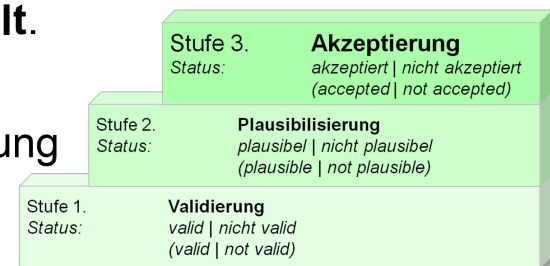 lt.
Stufe 3. Akzeptierung
Status: akzeptiert | nicht akzeptiert
(accepted | not accepted)
Stufe 2. Plausibilisierung
ung
Status: plausibel | nicht plausibel
(plausible | not plausible)
Stufe 1. Validierung
Status: valid | nicht valid
(valid | not valid)